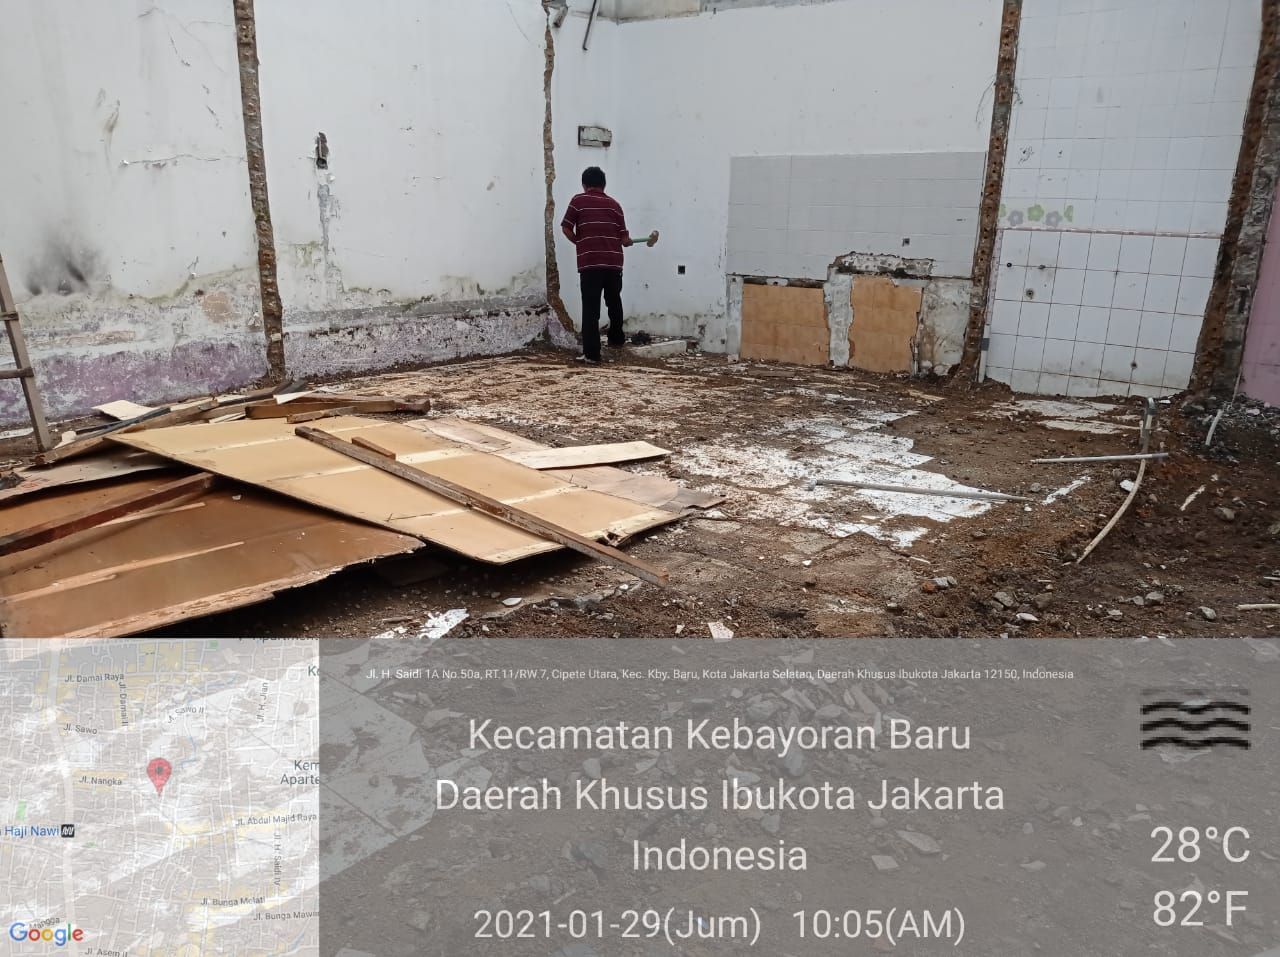 Jl. H. Saidi 1A No.50a, RT.11/RW 7, Cipete Utara, Kec. Kby. Baru, Kota Jakarta Selatan, Daerah Khusus Ibukota Jakarta 12150, Indonesia
Kecamatan Kebayoran Baru
Daerah Khusus Ibukota Jakarta
Indonesia
2021-01-29(Jum) 10:05(AM)
28°C
82°F
Jl. Damai Raya
Jl. Damai II
Jl. Sawo II
Jl. H. Jian
Jl. Sawo
Jl. Nangka
Kem
Aparte
Haji Nawi
Jl. Abdul Majid Raya
Jl. H. Saidi IV
Jl. Bunga Melati
Jl. Bunga Mawar
Mangga
Google
Jl. Asem II